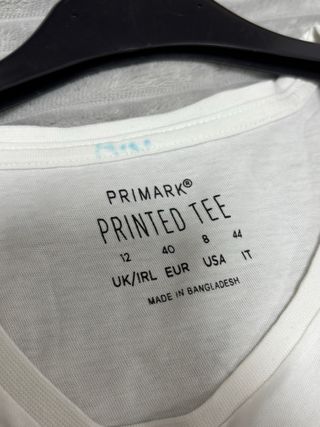 PRIMARK®
PRINTED TEE
12 40 8 44
UK/IRL EUR USA IT
MADE IN BANGLADESH